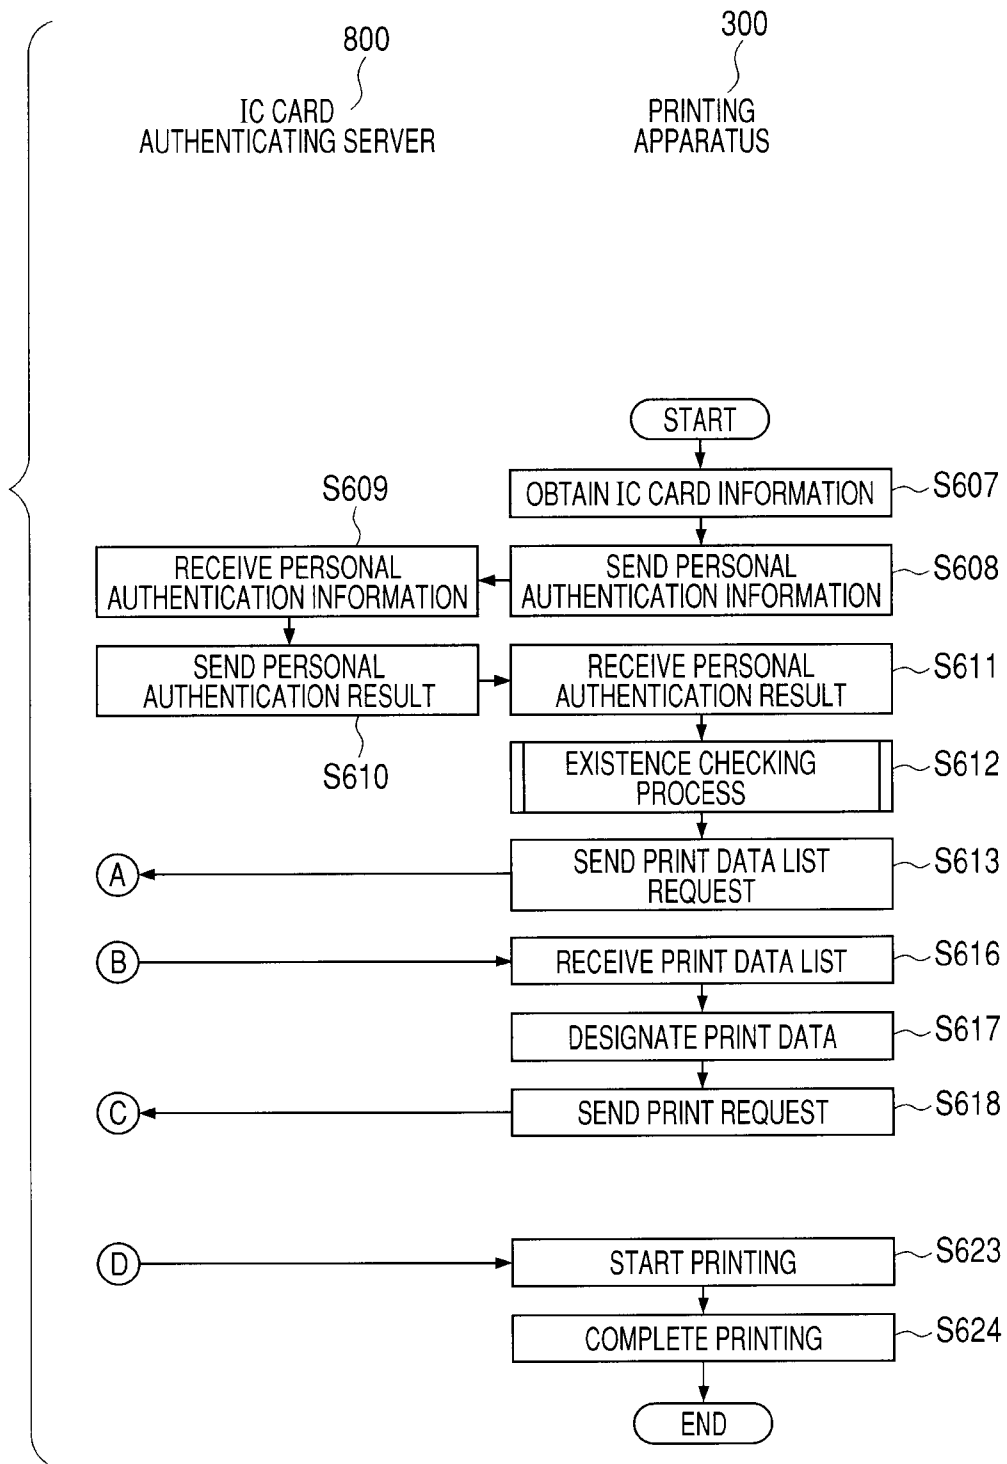 800
300
IC CARD
AUTHENTICATING SERVER
PRINTING
APPARATUS
START
OBTAIN IC CARD INFORMATION
S607
S609
RECEIVE PERSONAL
AUTHENTICATION INFORMATION
SEND PERSONAL
AUTHENTICATION INFORMATION
S608
SEND PERSONAL
AUTHENTICATION RESULT
S610
RECEIVE PERSONAL
AUTHENTICATION RESULT
S611
EXISTENCE CHECKING
PROCESS
S612
A
SEND PRINT DATA LIST
REQUEST
S613
B
RECEIVE PRINT DATA LIST
S616
DESIGNATE PRINT DATA
S617
C
SEND PRINT REQUEST
S618
D
START PRINTING
S623
COMPLETE PRINTING
S624
END